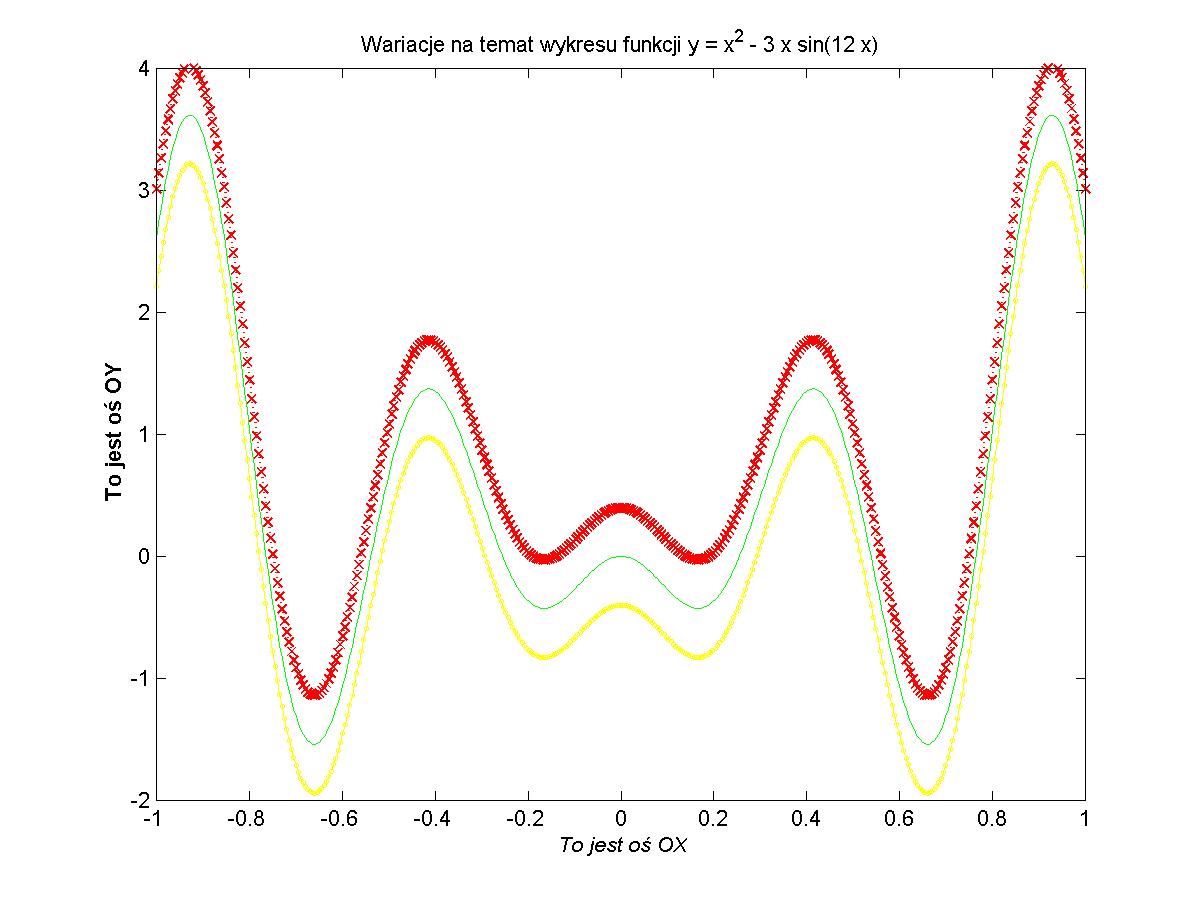 Wariacje na temat wykresu funkcji y = x² - 3 x sin(12 x)
4
3
2
1
0
-1
-2
To jest oś OY
-1 -0.8 -0.6 -0.4 -0.2 0 0.2 0.4 0.6 0.8 1
To jest oś OX